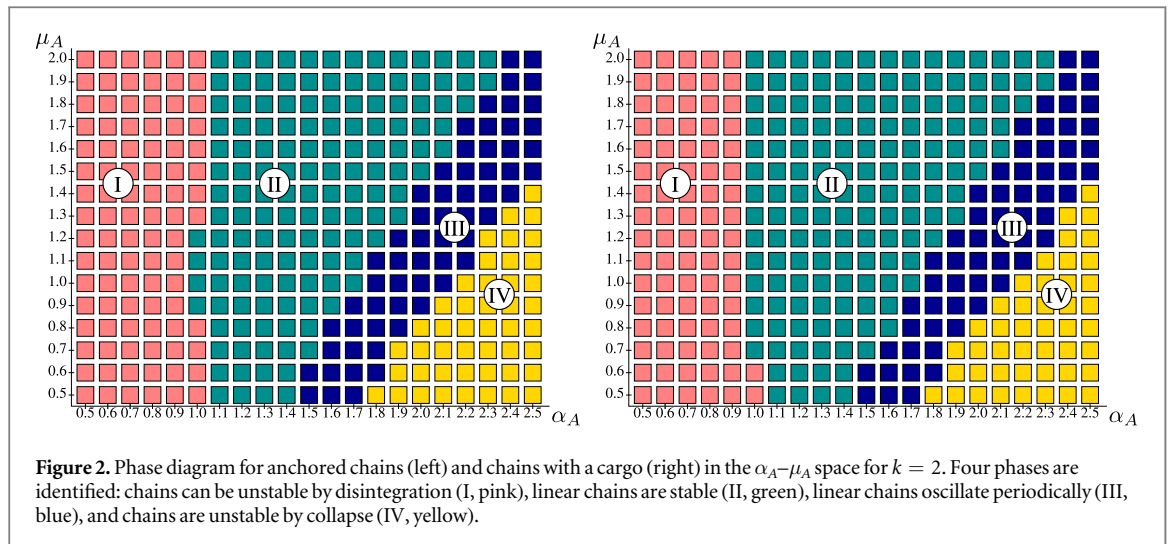 μA μA
2.0 2.0
1.9 1.9
1.8 1.8
1.7 1.7
1.6 1.6
1.5 1.5
I II I II
1.4 1.4
1.3 1.3
III III
1.2 1.2
1.1 1.1
1.0 1.0
IV IV
0.9 0.9
0.8 0.8
0.7 0.7
0.6 0.6
0.5 0.5
0.5 0.6 0.7 0.8 0.9 1.0 1.1 1.2 1.3 1.4 1.5 1.6 1.7 1.8 1.9 2.0 2.1 2.2 2.3 2.4 2.5 αA 0.5 0.6 0.7 0.8 0.9 1.0 1.1 1.2 1.3 1.4 1.5 1.6 1.7 1.8 1.9 2.0 2.1 2.2 2.3 2.4 2.5 αA
Figure 2. Phase diagram for anchored chains (left) and chains with a cargo (right) in the αA–μA space for k = 2. Four phases are
identified: chains can be unstable by disintegration (I, pink), linear chains are stable (II, green), linear chains oscillate periodically (III,
blue), and chains are unstable by collapse (IV, yellow).